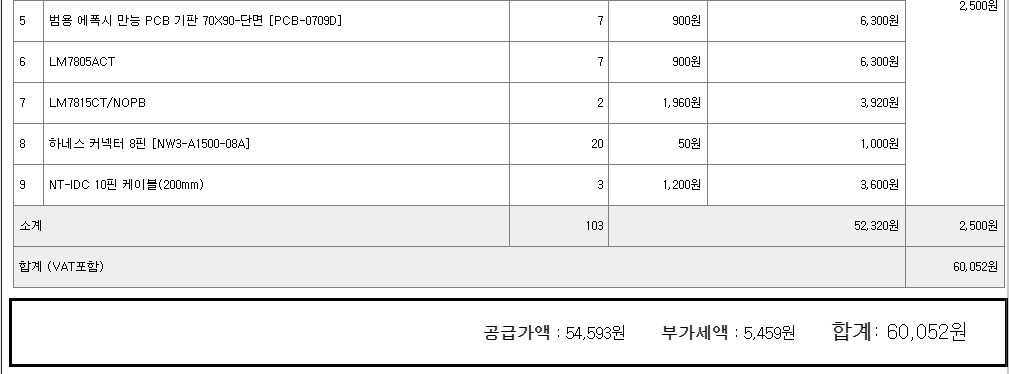 2,500원
5 범용 에폭시 만능 PCB 기판 70X90-단면 [PCB-0709D] 7 900원 6,300원
6 LM7805ACT 7 900원 6,300원
7 LM7815CT/NOPB 2 1,960원 3,920원
8 하네스 커넥터 8핀 [NW3-A1500-08A] 20 50원 1,000원
9 NT-IDC 10핀 케이블(200mm) 3 1,200원 3,600원
소계 103 52,320원 2,500원
합계 (VAT포함) 60,052원
공급가액 : 54,593원 부가세액 : 5,459원 합계: 60,052원